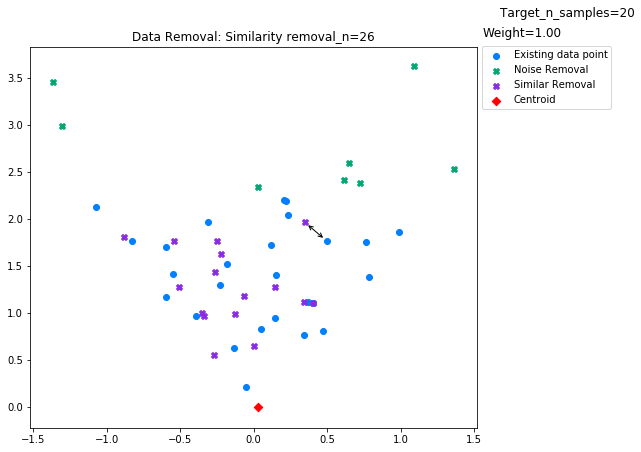 Target_n_samples=20
Weight=1.00
Data Removal: Similarity removal_n=26
Existing data point
Noise Removal
Similar Removal
Centroid
3.5
3.0
2.5
2.0
1.5
1.0
0.5
0.0
−1.5 −1.0 −0.5 0.0 0.5 1.0 1.5